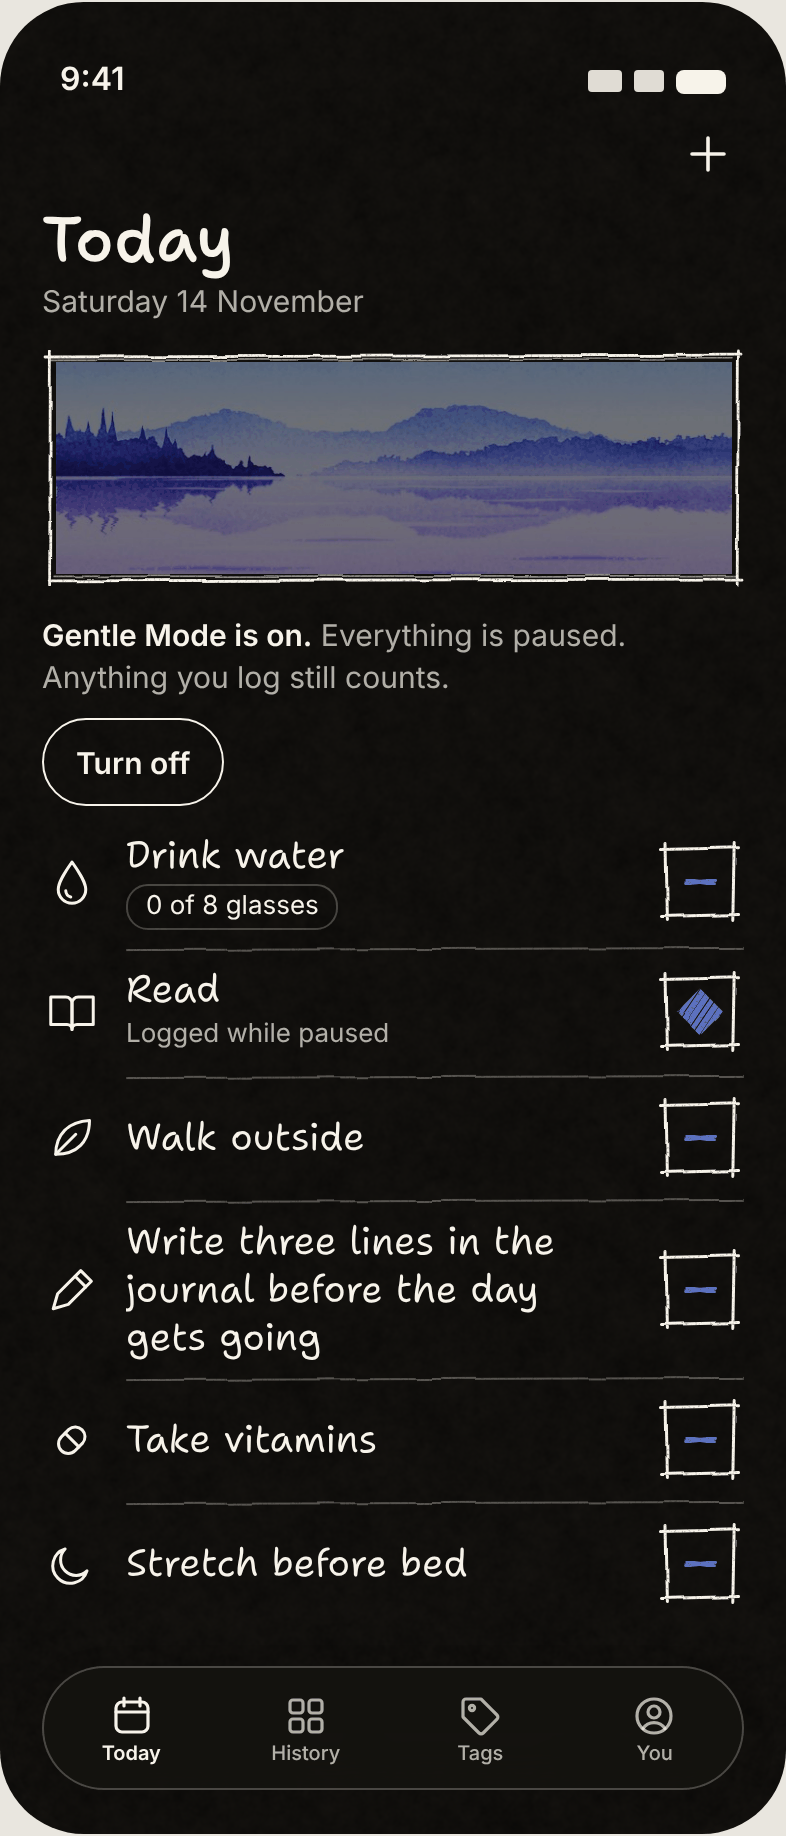 9:41
Today
Saturday 14 November
Gentle Mode is on. Everything is paused.
Anything you log still counts.
Turn off
Drink water
0 of 8 glasses
Read
Logged while paused
Walk outside
Write three lines in the
journal before the day
gets going
Take vitamins
Stretch before bed
Today
History
Tags
You